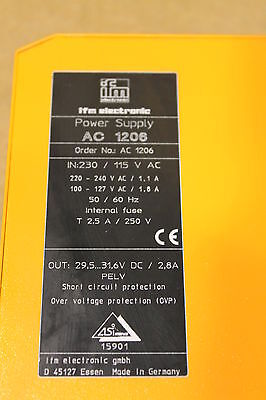 ifm
electronic
ifm electronic
Power Supply
AC 1206
Order No.: AC 1206
IN:230 / 115 V AC
220 - 240 V AC / 1,1 A
100 - 127 V AC / 1,8 A
50 / 60 Hz
internal fuse
T 2,5 A / 250 V
CE
OUT: 29,5...31,6V DC / 2,8A
PELV
Short circuit protection
Over voltage protection (OVP)
ASi
15901
ifm electronic gmbh
D 45127 Essen Made in Germany